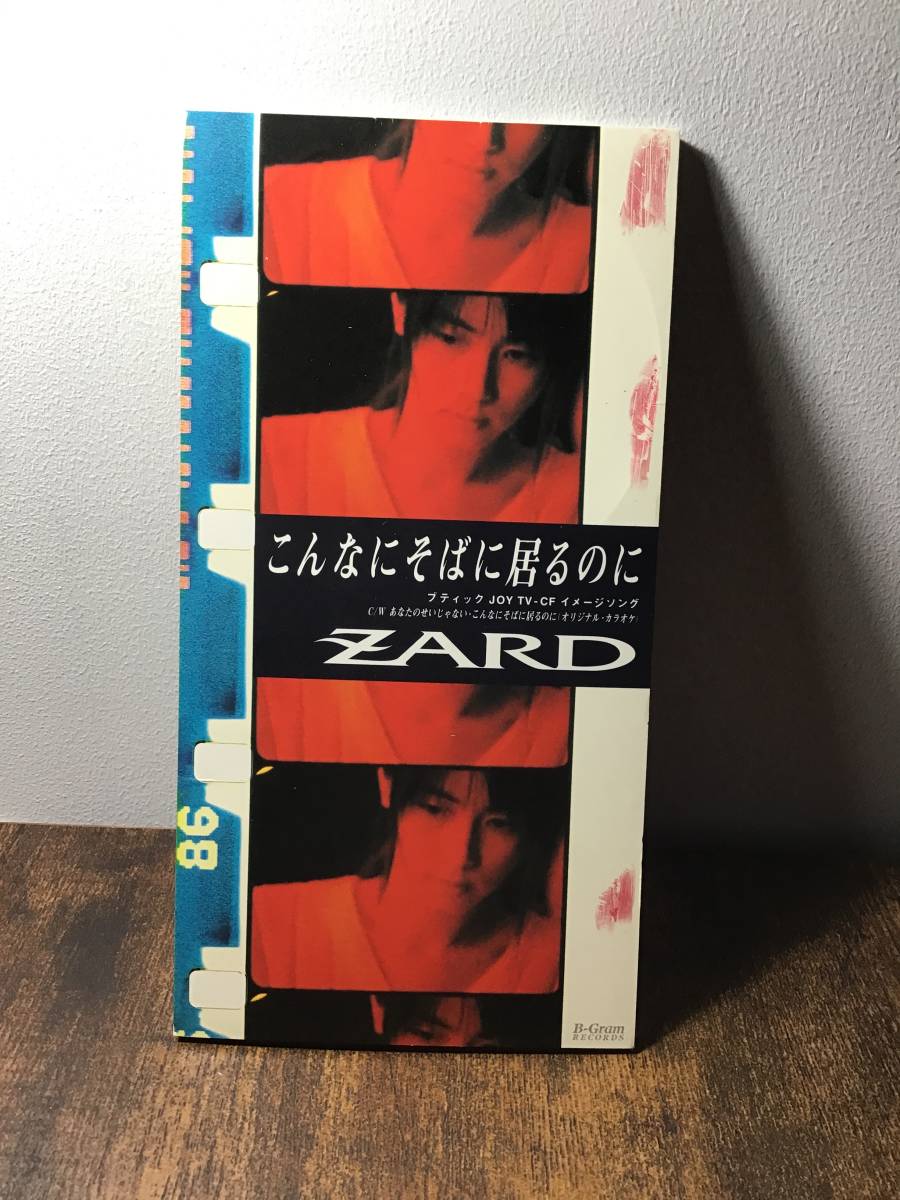 こんなにそばに居るのに
ブティック JOY TV-CF イメージソング
C/W あなたのせいじゃない・こんなにそばに居るのに(オリジナル・カラオケ)
ZARD
86
B-Gram
RECORDS